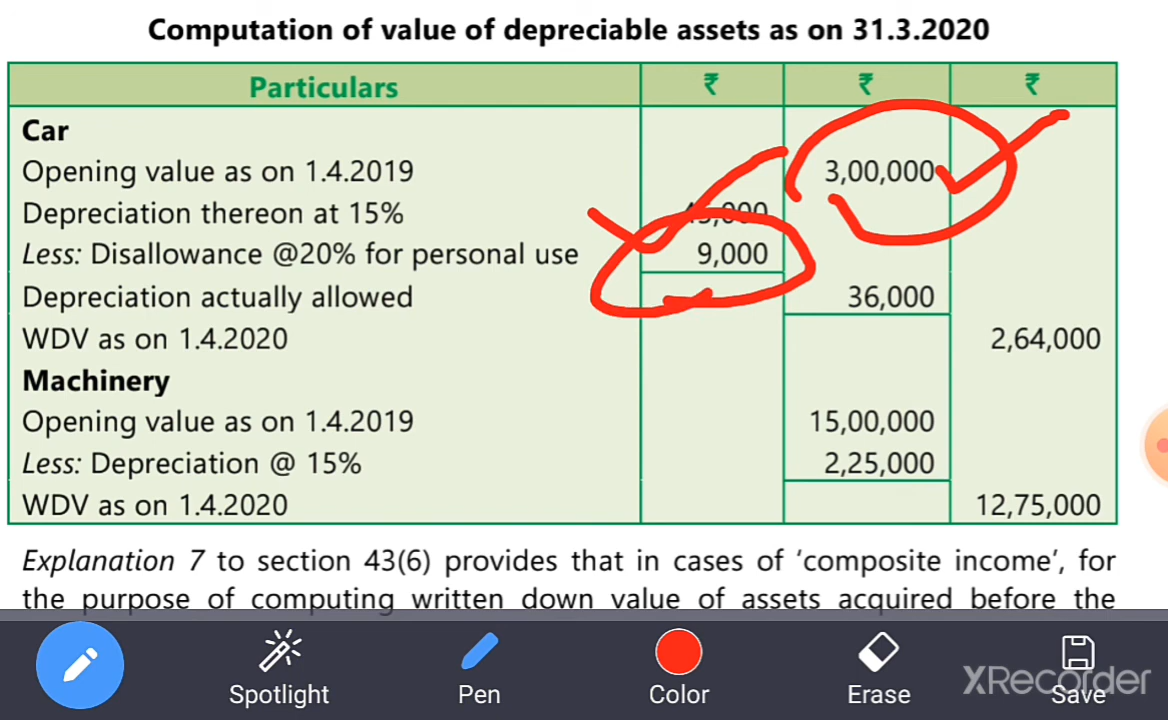 Computation of value of depreciable assets as on 31.3.2020
Particulars ₹ ₹ ₹
Car
Opening value as on 1.4.2019 3,00,000
Depreciation thereon at 15% 45,000
Less: Disallowance @20% for personal use 9,000
Depreciation actually allowed 36,000
WDV as on 1.4.2020 2,64,000
Machinery
Opening value as on 1.4.2019 15,00,000
Less: Depreciation @ 15% 2,25,000
WDV as on 1.4.2020 12,75,000
Explanation 7 to section 43(6) provides that in cases of ‘composite income’, for
the purpose of computing written down value of assets acquired before the
Spotlight Pen Color Erase Save
XRecorder